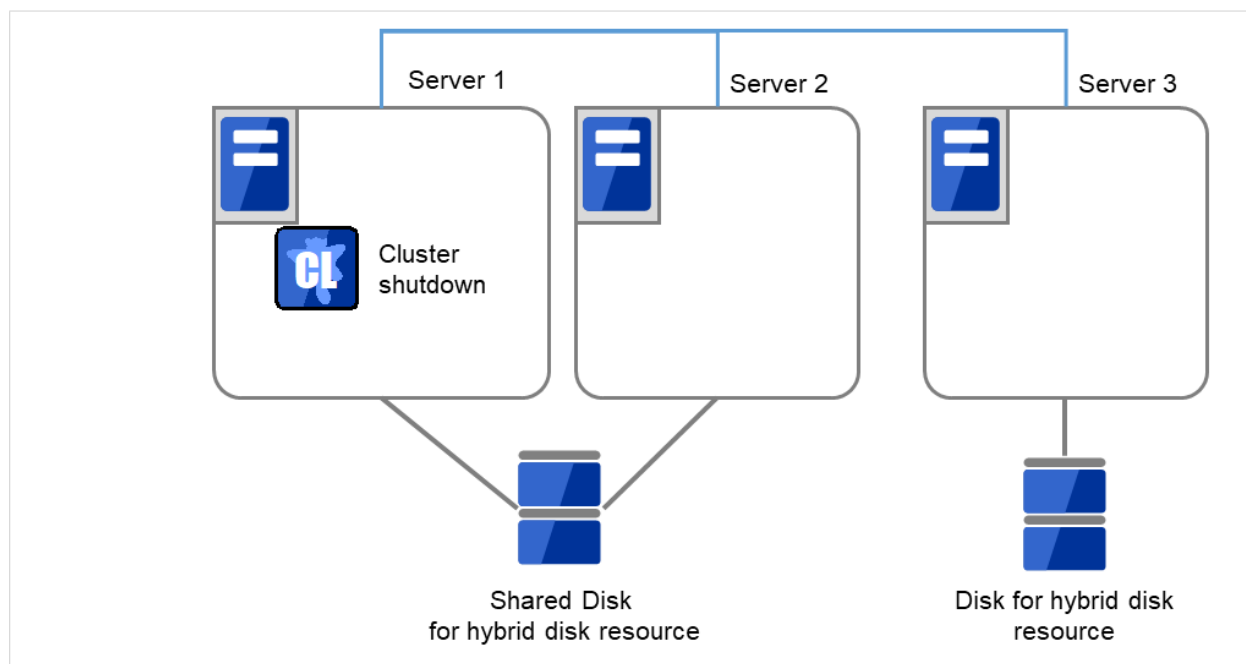 Server 1
Server 2
Server 3
CL
Cluster
shutdown
Shared Disk
for hybrid disk resource
Disk for hybrid disk
resource